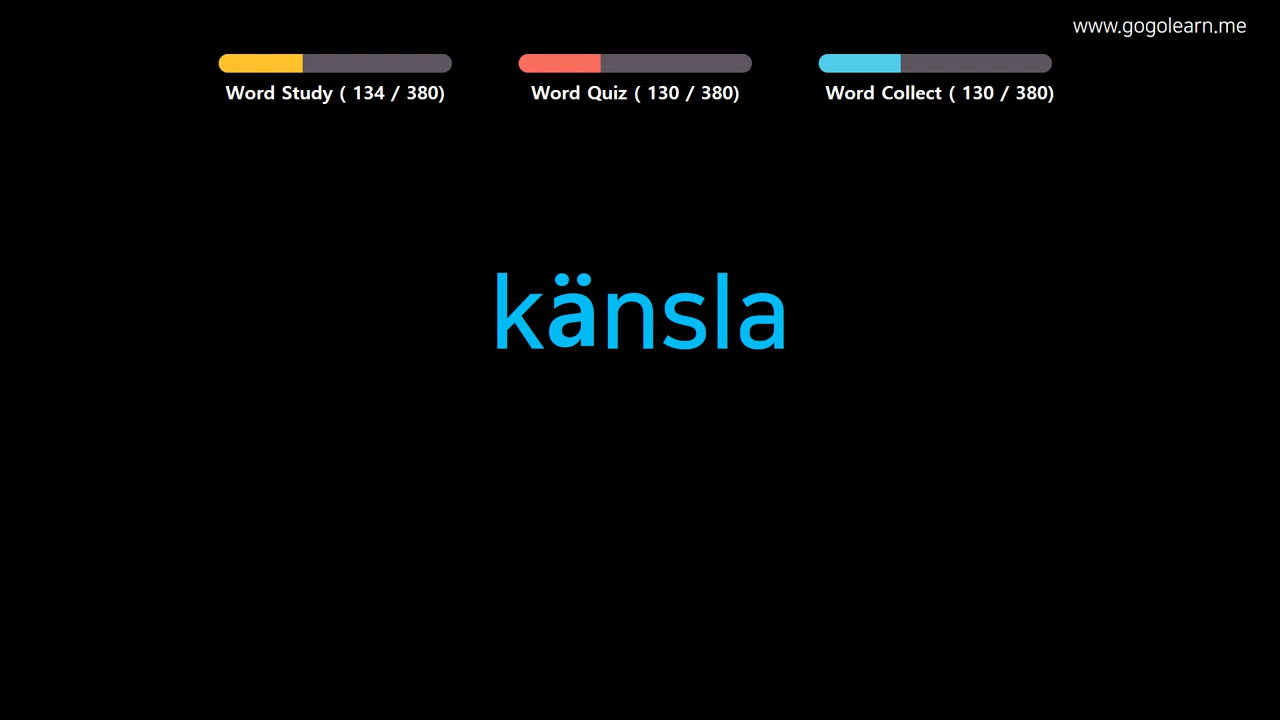 www.gogolearn.me
Word Study ( 134 / 380)
Word Quiz ( 130 / 380)
Word Collect ( 130 / 380)
känsla